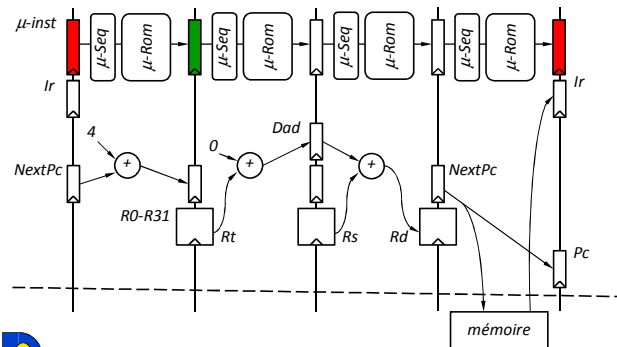 μ-inst
μ-Seq
μ-Rom
μ-Seq
μ-Rom
μ-Seq
μ-Rom
μ-Seq
μ-Rom
Ir
Ir
4
+
0
+
Dad
+
NextPc
NextPc
R0-R31
Rt
Rs
Rd
Pc
mémoire